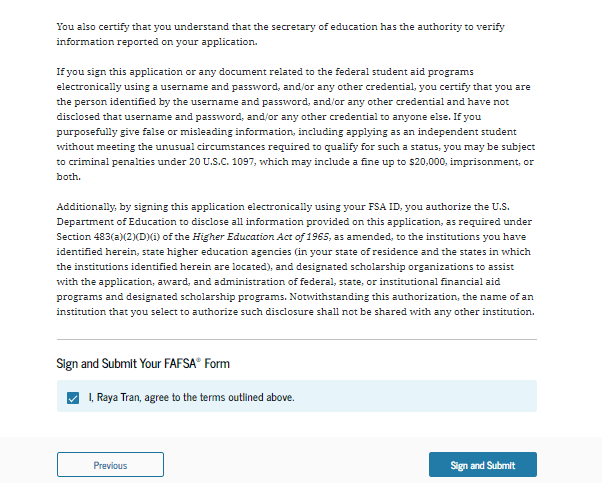 You also certify that you understand that the secretary of education has the authority to verify
information reported on your application.
If you sign this application or any document related to the federal student aid programs
electronically using a username and password, and/or any other credential, you certify that you are
the person identified by the username and password, and/or any other credential and have not
disclosed that username and password, and/or any other credential to anyone else. If you
purposefully give false or misleading information, including applying as an independent student
without meeting the unusual circumstances required to qualify for such a status, you may be subject
to criminal penalties under 20 U.S.C. 1097, which may include a fine up to $20,000, imprisonment, or
both.
Additionally, by signing this application electronically using your FSA ID, you authorize the U.S.
Department of Education to disclose all information provided on this application, as required under
Section 483(a)(2)(D)(i) of the Higher Education Act of 1965, as amended, to the institutions you have
identified herein, state higher education agencies (in your state of residence and the states in which
the institutions identified herein are located), and designated scholarship organizations to assist
with the application, award, and administration of federal, state, or institutional financial aid
programs and designated scholarship programs. Notwithstanding this authorization, the name of an
institution that you select to authorize such disclosure shall not be shared with any other institution.
Sign and Submit Your FAFSA® Form
I, Raya Tran, agree to the terms outlined above.
Previous
Sign and Submit